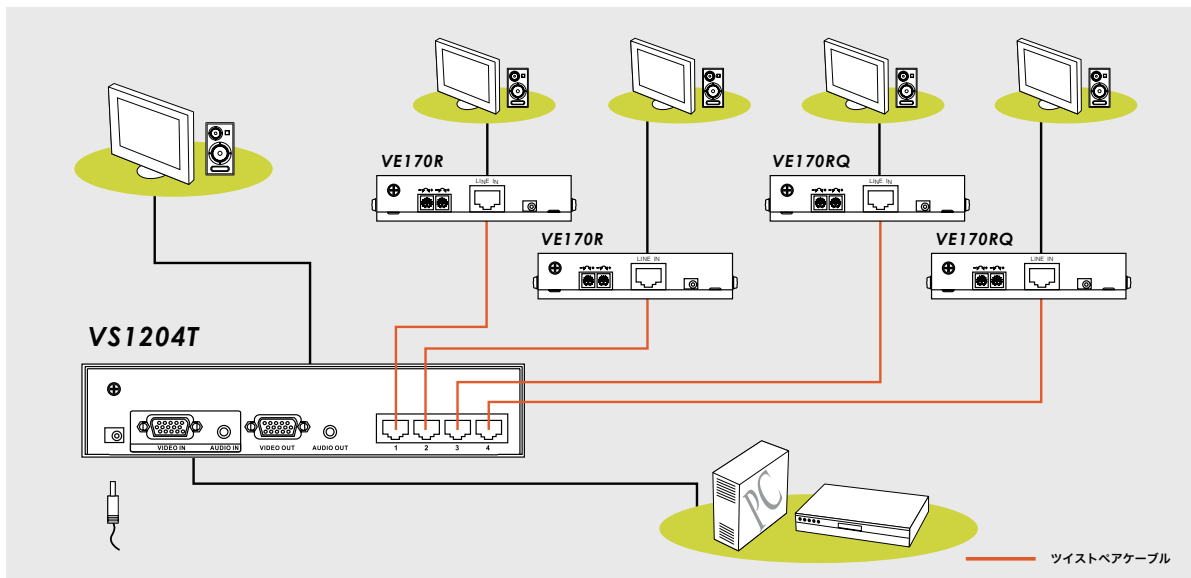 VE170R
LINE IN
VE170R
LINE IN
VE170RQ
LINE IN
VE170RQ
LINE IN
VS1204T
VIDEO IN
AUDIO IN
VIDEO OUT
AUDIO OUT
1 2 3 4
PC
ツイストペアケーブル